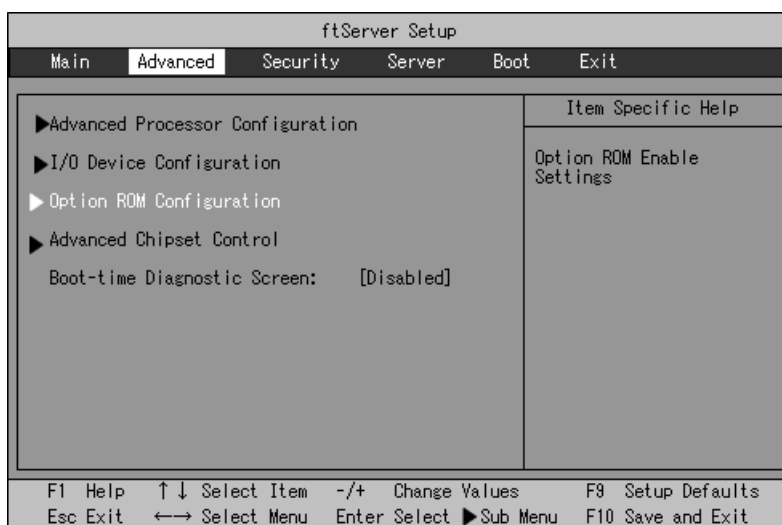 ftServer Setup
Main Advanced Security Server Boot Exit
▶Advanced Processor Configuration
▶I/O Device Configuration
▶Option ROM Configuration
▶Advanced Chipset Control
Boot-time Diagnostic Screen: [Disabled]
Item Specific Help
Option ROM Enable
Settings
F1 Help ↑↓ Select Item -/+ Change Values F9 Setup Defaults
Esc Exit ←→ Select Menu Enter Select ▶Sub Menu F10 Save and Exit